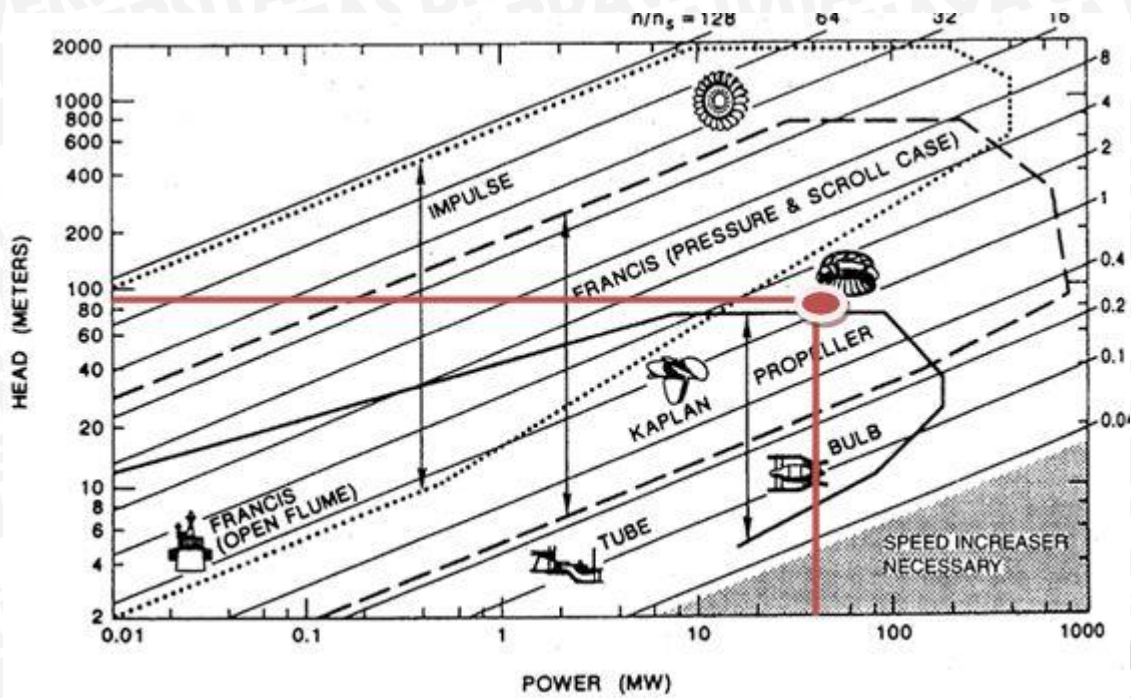 n/ns = 128 64 32 16
2000
1000
800
600
400
200
100
80
60
40
20
10
8
6
4
2
8
4
2
1
0.4
0.2
0.1
0.04
IMPULSE
FRANCIS (PRESSURE & SCROLL CASE)
PROPELLER
KAPLAN
BULB
FRANCIS
(OPEN FLUME)
TUBE
SPEED INCREASER
NECESSARY
HEAD (METERS)
0.01 0.1 1 10 100 1000
POWER (MW)